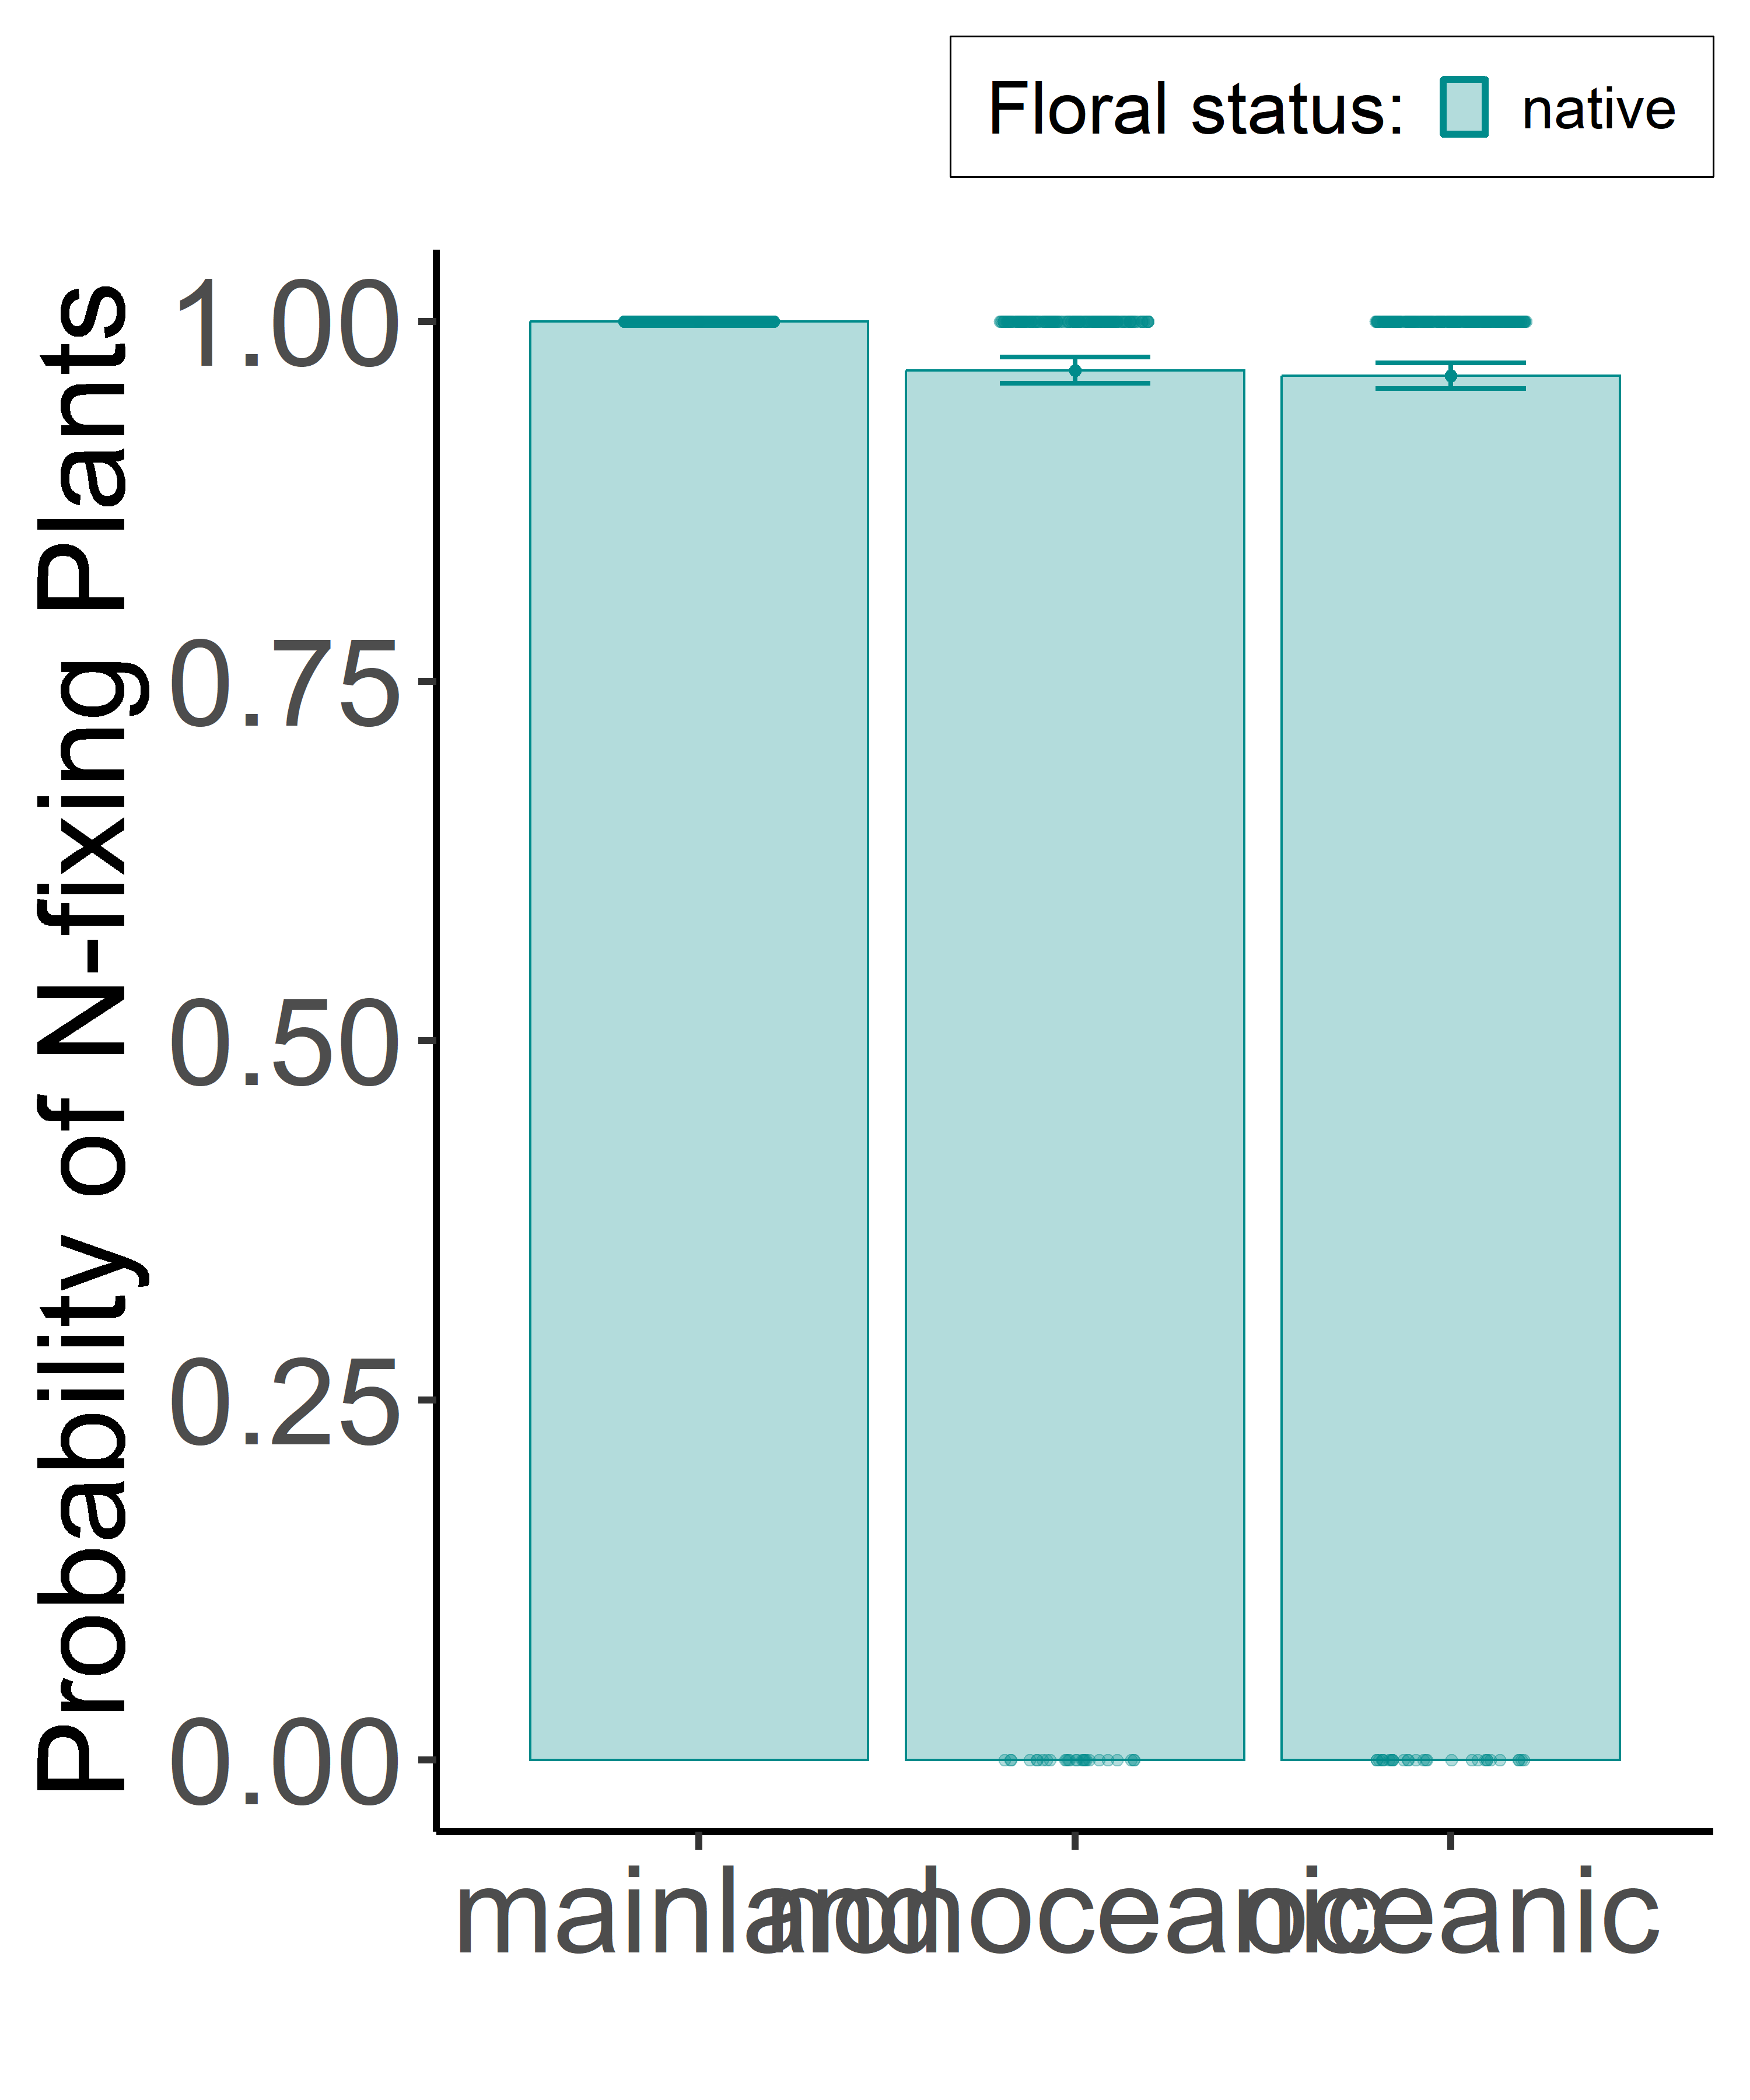 Floral status: native
Probability of N-fixing Plants
1.00
0.75
0.50
0.25
0.00
mainland nonoceanic oceanic